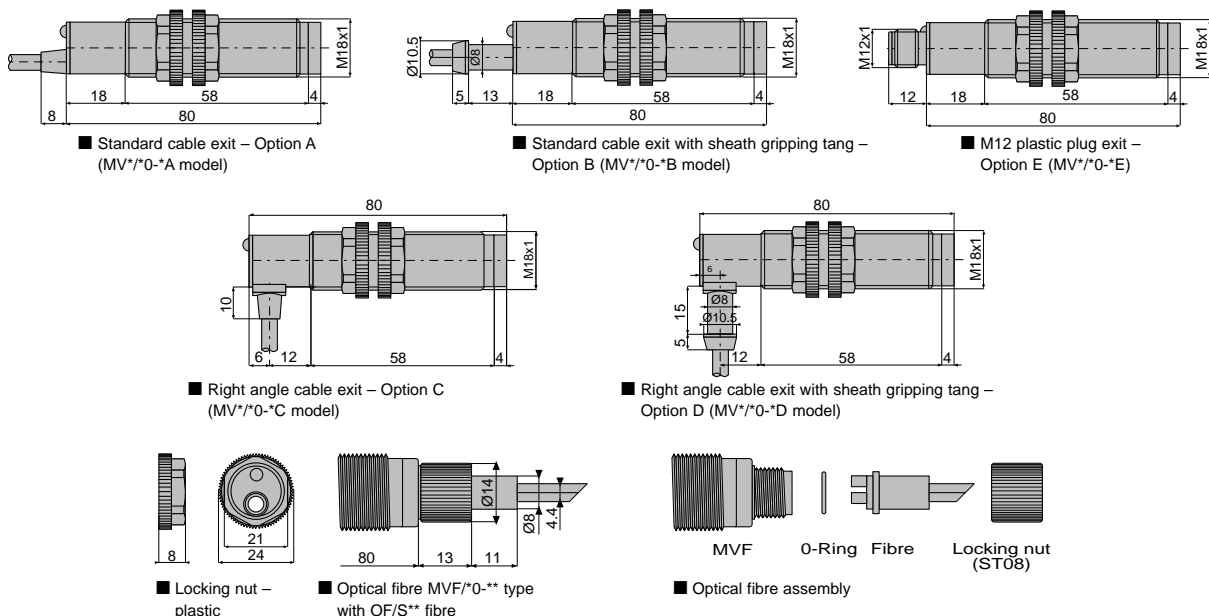 M18x1
18
58
4
8
80
■ Standard cable exit – Option A
(MV*/*0-*A model)
Ø10.5
Ø8
M18x1
5
13
18
58
4
80
■ Standard cable exit with sheath gripping tang –
Option B (MV*/*0-*B model)
M12x1
M18x1
12
18
58
4
80
■ M12 plastic plug exit –
Option E (MV*/*0-*E)
80
M18x1
10
6
12
58
4
■ Right angle cable exit – Option C
(MV*/*0-*C model)
80
M18x1
6
Ø8
15
Ø10.5
5
12
58
4
■ Right angle cable exit with sheath gripping tang –
Option D (MV*/*0-*D model)
8
21
24
■ Locking nut –
plastic
Ø14
Ø8
4.4
80
13
11
■ Optical fibre MVF/*0-** type
with OF/S** fibre
MVF
0-Ring
Fibre
Locking nut
(ST08)
■ Optical fibre assembly